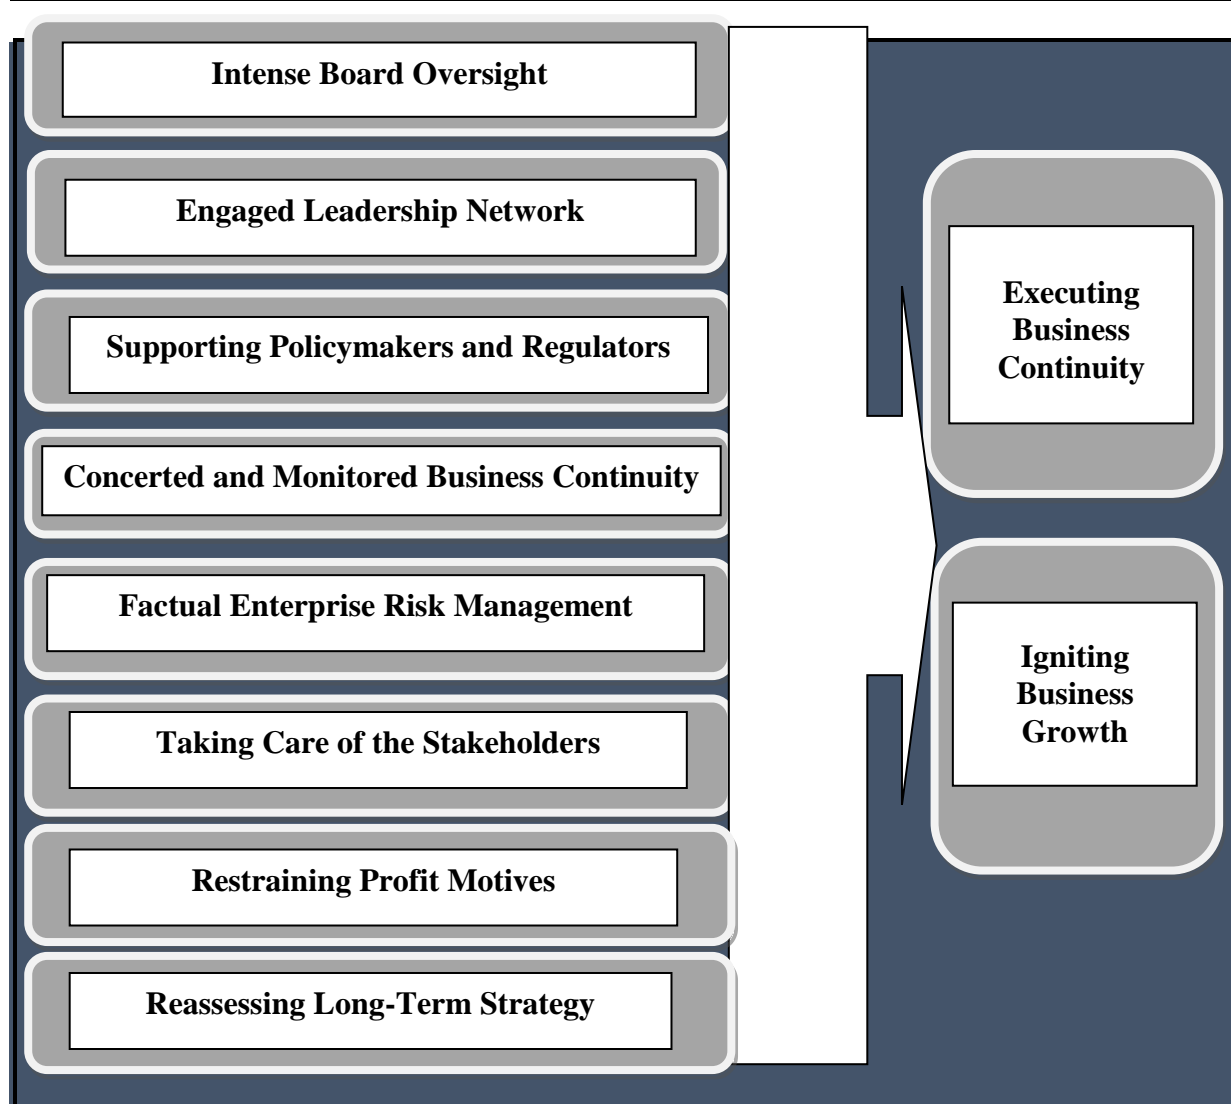 Intense Board Oversight
Engaged Leadership Network
Supporting Policymakers and Regulators
Concerted and Monitored Business Continuity
Factual Enterprise Risk Management
Taking Care of the Stakeholders
Restraining Profit Motives
Reassessing Long-Term Strategy
Executing
Business
Continuity
Igniting
Business
Growth